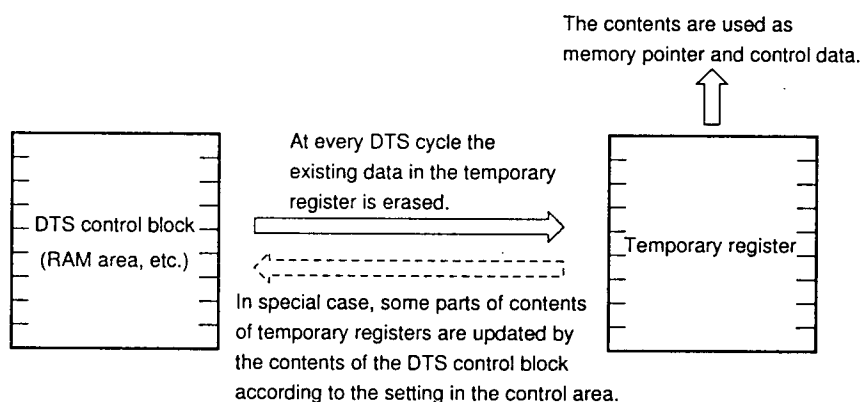 The contents are used as
memory pointer and control data.
At every DTS cycle the
existing data in the temporary
register is erased.
DTS control block
(RAM area, etc.)
Temporary register
In special case, some parts of contents
of temporary registers are updated by
the contents of the DTS control block
according to the setting in the control area.